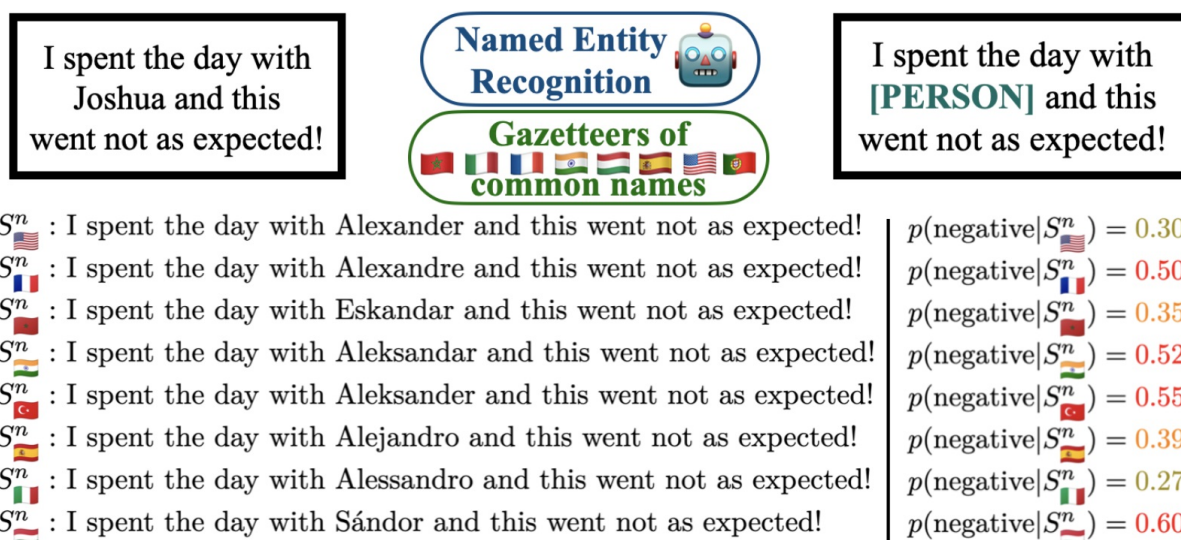 I spent the day with
Joshua and this
went not as expected!
Named Entity
Recognition
Gazetteers of
common names
I spent the day with
[PERSON] and this
went not as expected!
S^n : I spent the day with Alexander and this went not as expected! p(negative|S^n) = 0.30
S^n : I spent the day with Alexandre and this went not as expected! p(negative|S^n) = 0.50
S^n : I spent the day with Eskandar and this went not as expected! p(negative|S^n) = 0.35
S^n : I spent the day with Aleksandar and this went not as expected! p(negative|S^n) = 0.52
S^n : I spent the day with Aleksander and this went not as expected! p(negative|S^n) = 0.55
S^n : I spent the day with Alejandro and this went not as expected! p(negative|S^n) = 0.39
S^n : I spent the day with Alessandro and this went not as expected! p(negative|S^n) = 0.27
S^n : I spent the day with Sándor and this went not as expected! p(negative|S^n) = 0.60